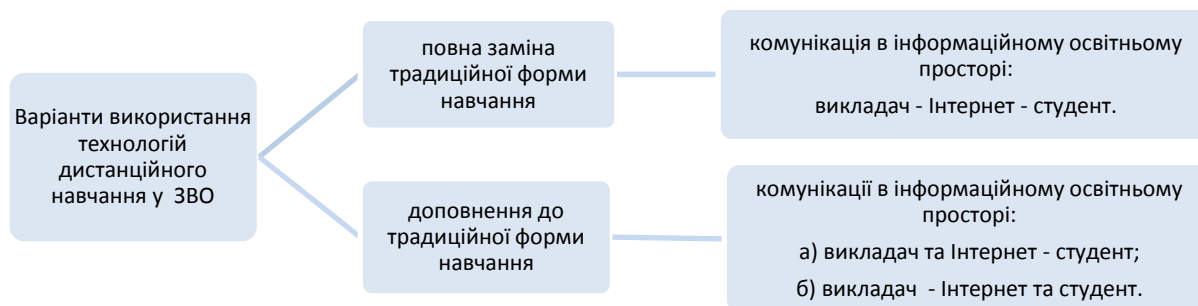 Варіанти використання
технологій
дистанційного
навчання у ЗВО
повна заміна
традиційної форми
навчання
комунікація в інформаційному освітньому
просторі:
викладач - Інтернет - студент.
доповнення до
традиційної форми
навчання
комунікації в інформаційному освітньому
просторі:
а) викладач та Інтернет - студент;
б) викладач - Інтернет та студент.